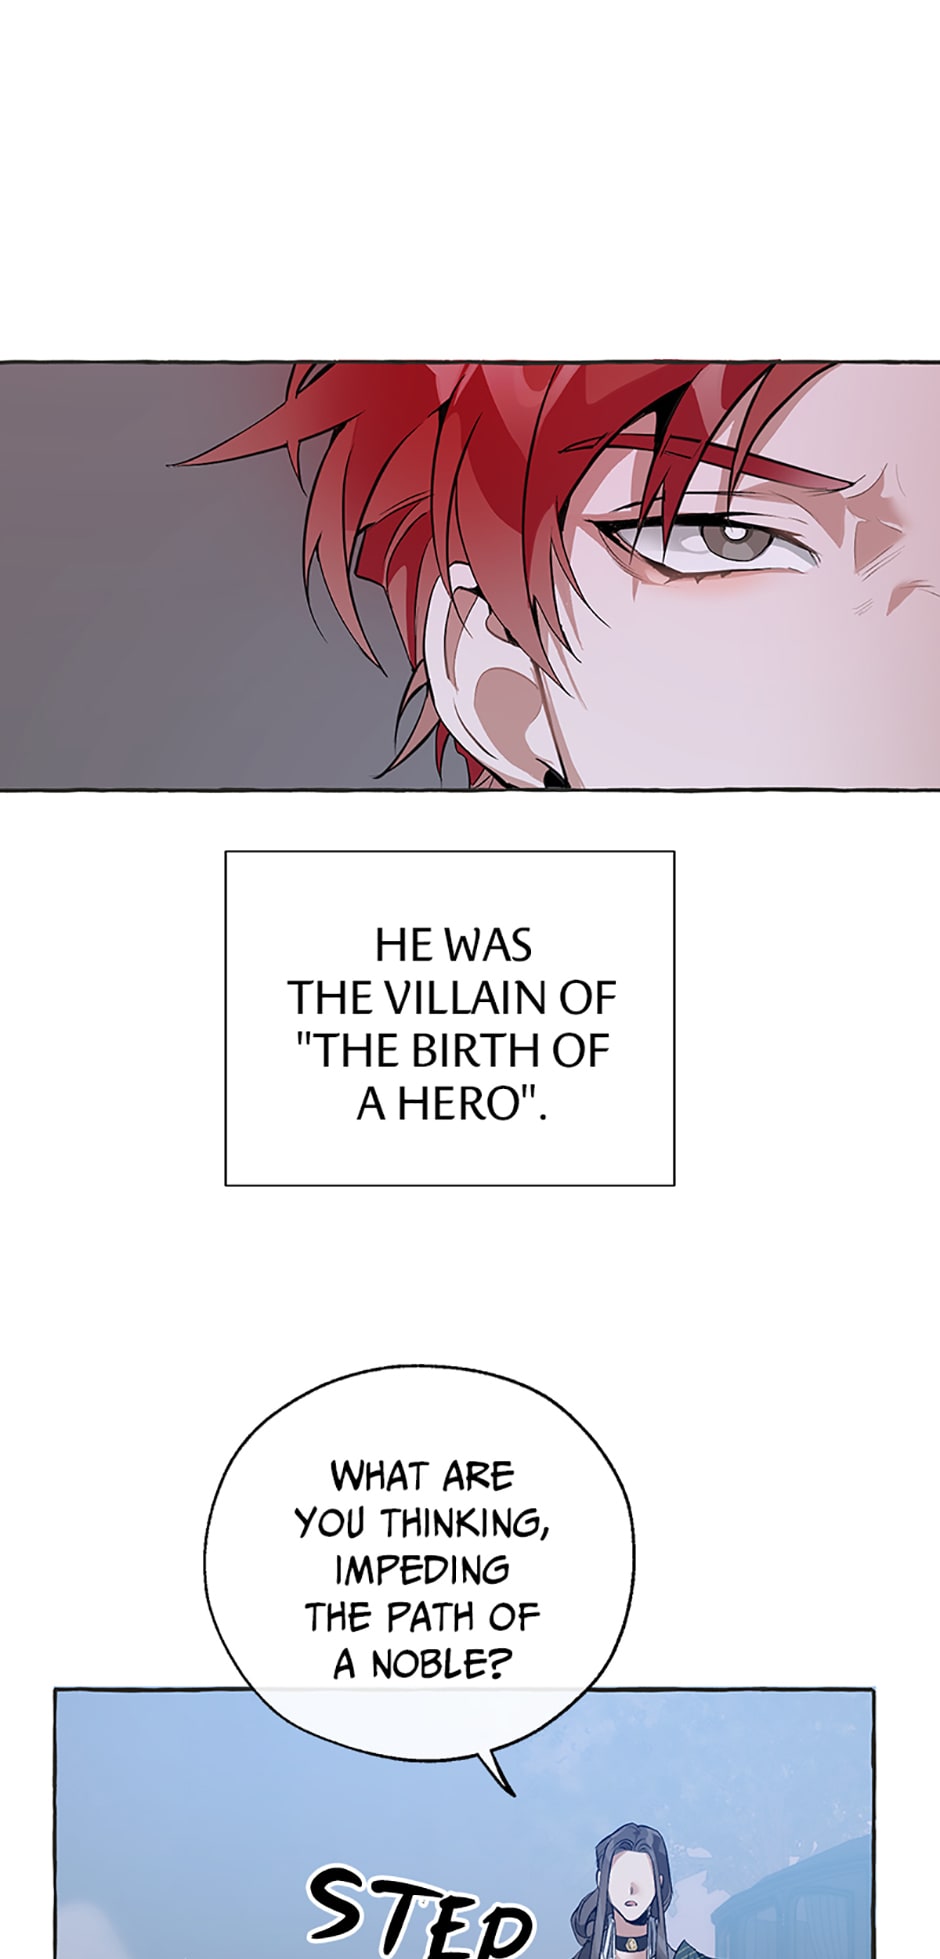 HE WAS
THE VILLAIN OF
"THE BIRTH OF
A HERO".
WHAT ARE
YOU THINKING,
IMPEDING
THE PATH OF
A NOBLE?
STEP